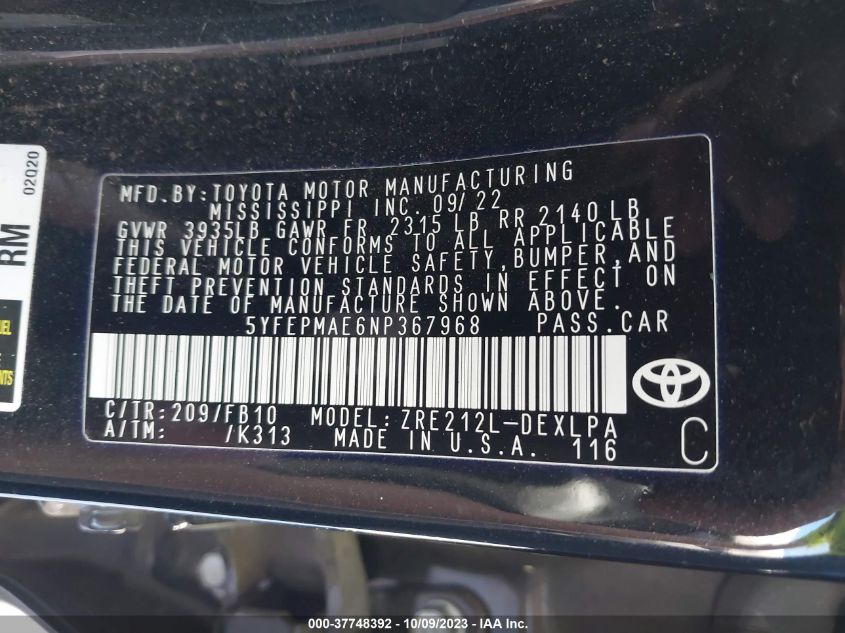 02020
RM
UEL
NTS
MFD.BY:TOYOTA MOTOR MANUFACTURING
MISSISSIPPI INC. 09/22
GVWR 3935LB GAWR FR 2315 LB RR 2140 LB
THIS VEHICLE CONFORMS TO ALL APPLICABLE
FEDERAL MOTOR VEHICLE SAFETY,BUMPER,AND
THEFT PREVENTION STANDARDS IN EFFECT ON
THE DATE OF MANUFACTURE SHOWN ABOVE.
5YFEPMAE6NP367968 PASS.CAR
C/TR:209/FB10 MODEL:ZRE212L-DEXLPA
A/TM: /K313 MADE IN U.S.A. 116
C
000-37748392 - 10/09/2023 - Copyright IAA, Inc.